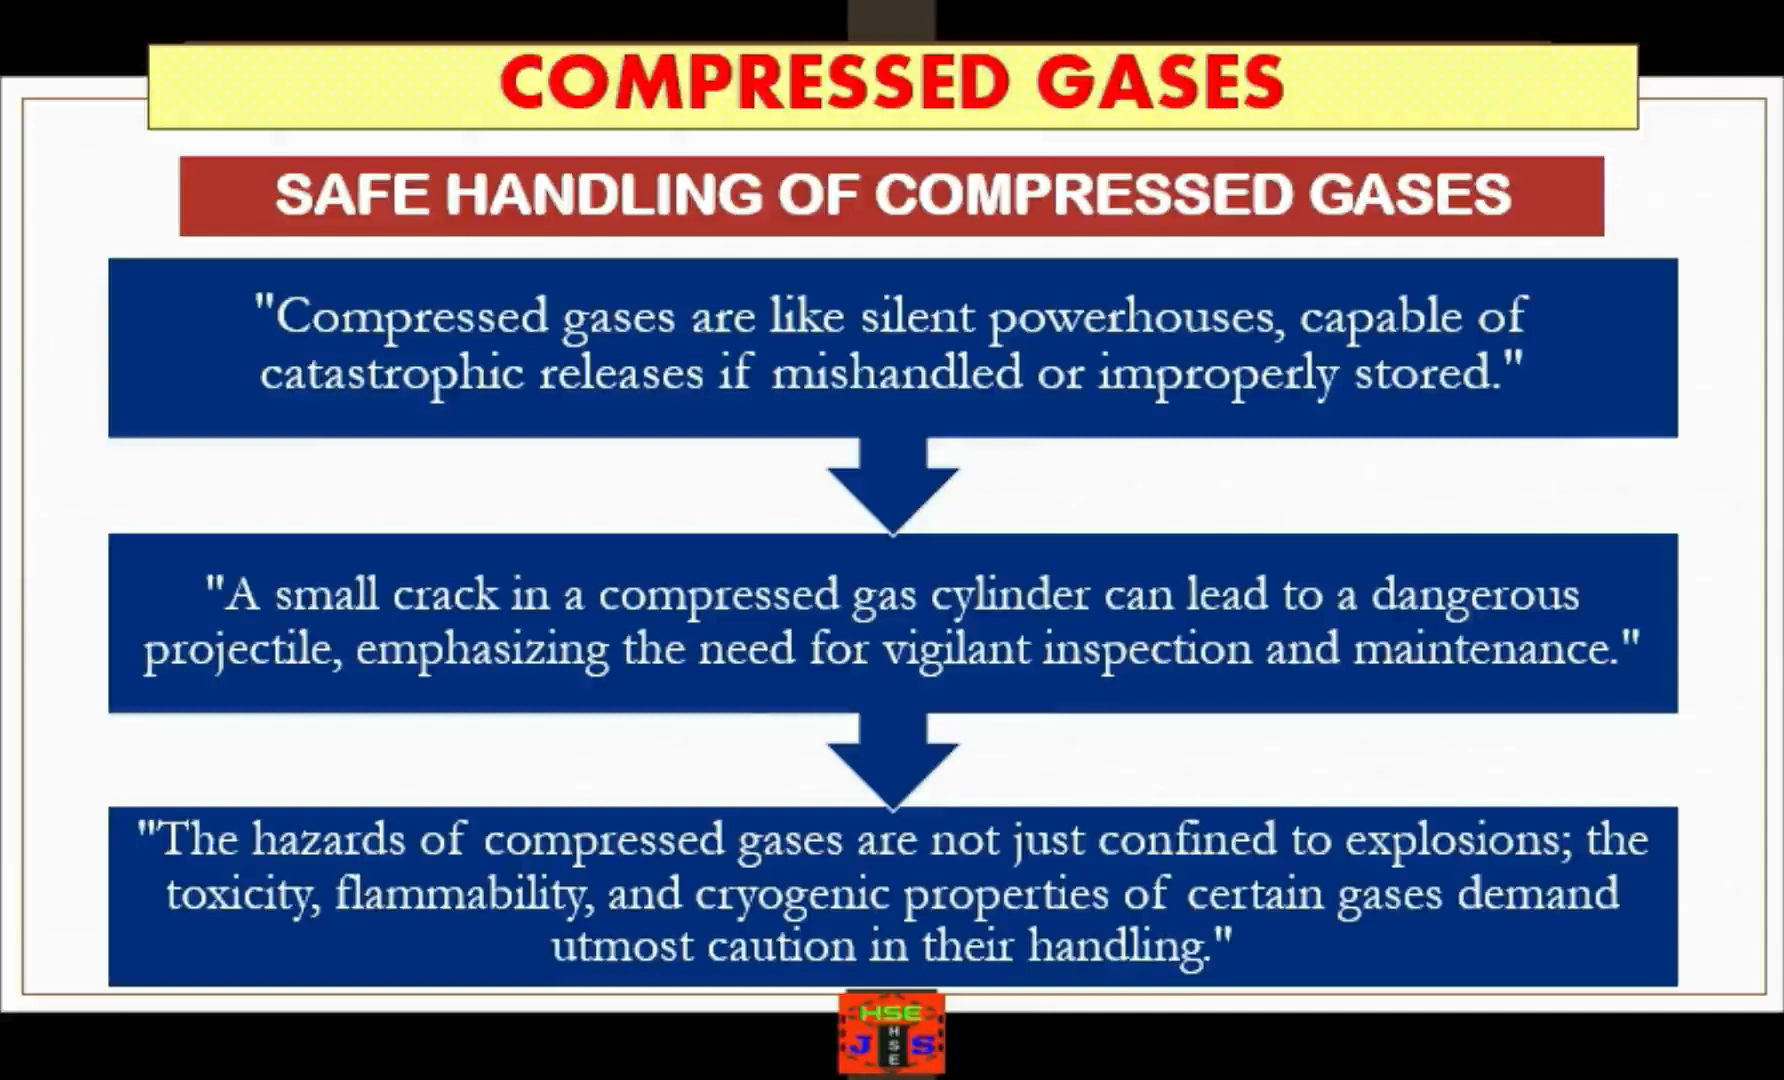 COMPRESSED GASES
SAFE HANDLING OF COMPRESSED GASES
"Compressed gases are like silent powerhouses, capable of
catastrophic releases if mishandled or improperly stored."
"A small crack in a compressed gas cylinder can lead to a dangerous
projectile, emphasizing the need for vigilant inspection and maintenance."
"The hazards of compressed gases are not just confined to explosions; the
toxicity, flammability, and cryogenic properties of certain gases demand
utmost caution in their handling."
HSE
J HSE S